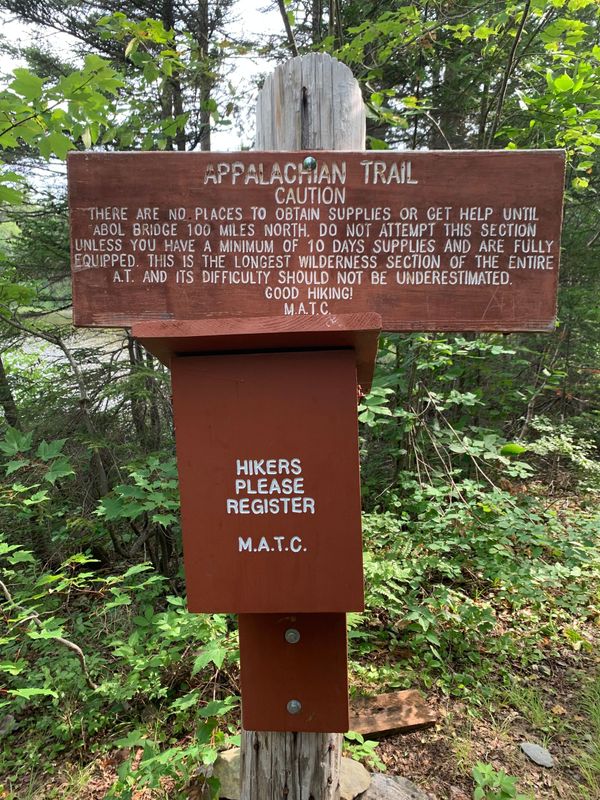 APPALACHIAN TRAIL
CAUTION
THERE ARE NO PLACES TO OBTAIN SUPPLIES OR GET HELP UNTIL
ABOL BRIDGE 100 MILES NORTH. DO NOT ATTEMPT THIS SECTION
UNLESS YOU HAVE A MINIMUM OF 10 DAYS SUPPLIES AND ARE FULLY
EQUIPPED. THIS IS THE LONGEST WILDERNESS SECTION OF THE ENTIRE
A.T. AND ITS DIFFICULTY SHOULD NOT BE UNDERESTIMATED.
GOOD HIKING!
M.A.T.C.
HIKERS
PLEASE
REGISTER
M.A.T.C.